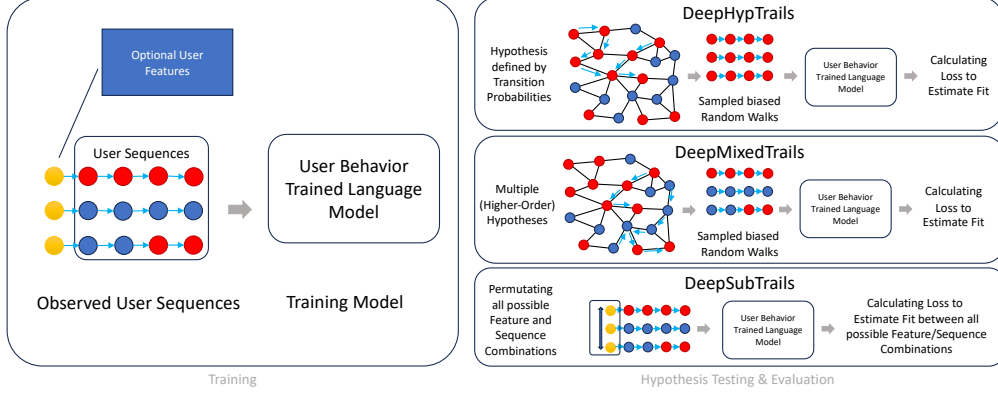 Optional User
Features
User Sequences
User Behavior
Trained Language
Model
Observed User Sequences
Training Model
Training
DeepHypTrails
Hypothesis
defined by
Transition
Probabilities
Sampled biased
Random Walks
User Behavior
Trained Language
Model
Calculating
Loss to
Estimate Fit
DeepMixedTrails
Multiple
(Higher-Order)
Hypotheses
Sampled biased
Random Walks
User Behavior
Trained Language
Model
Calculating
Loss to
Estimate Fit
DeepSubTrails
Permutating
all possible
Feature and
Sequence
Combinations
User Behavior
Trained Language
Model
Calculating Loss to
Estimate Fit between all
possible Feature/Sequence
Combinations
Hypothesis Testing & Evaluation